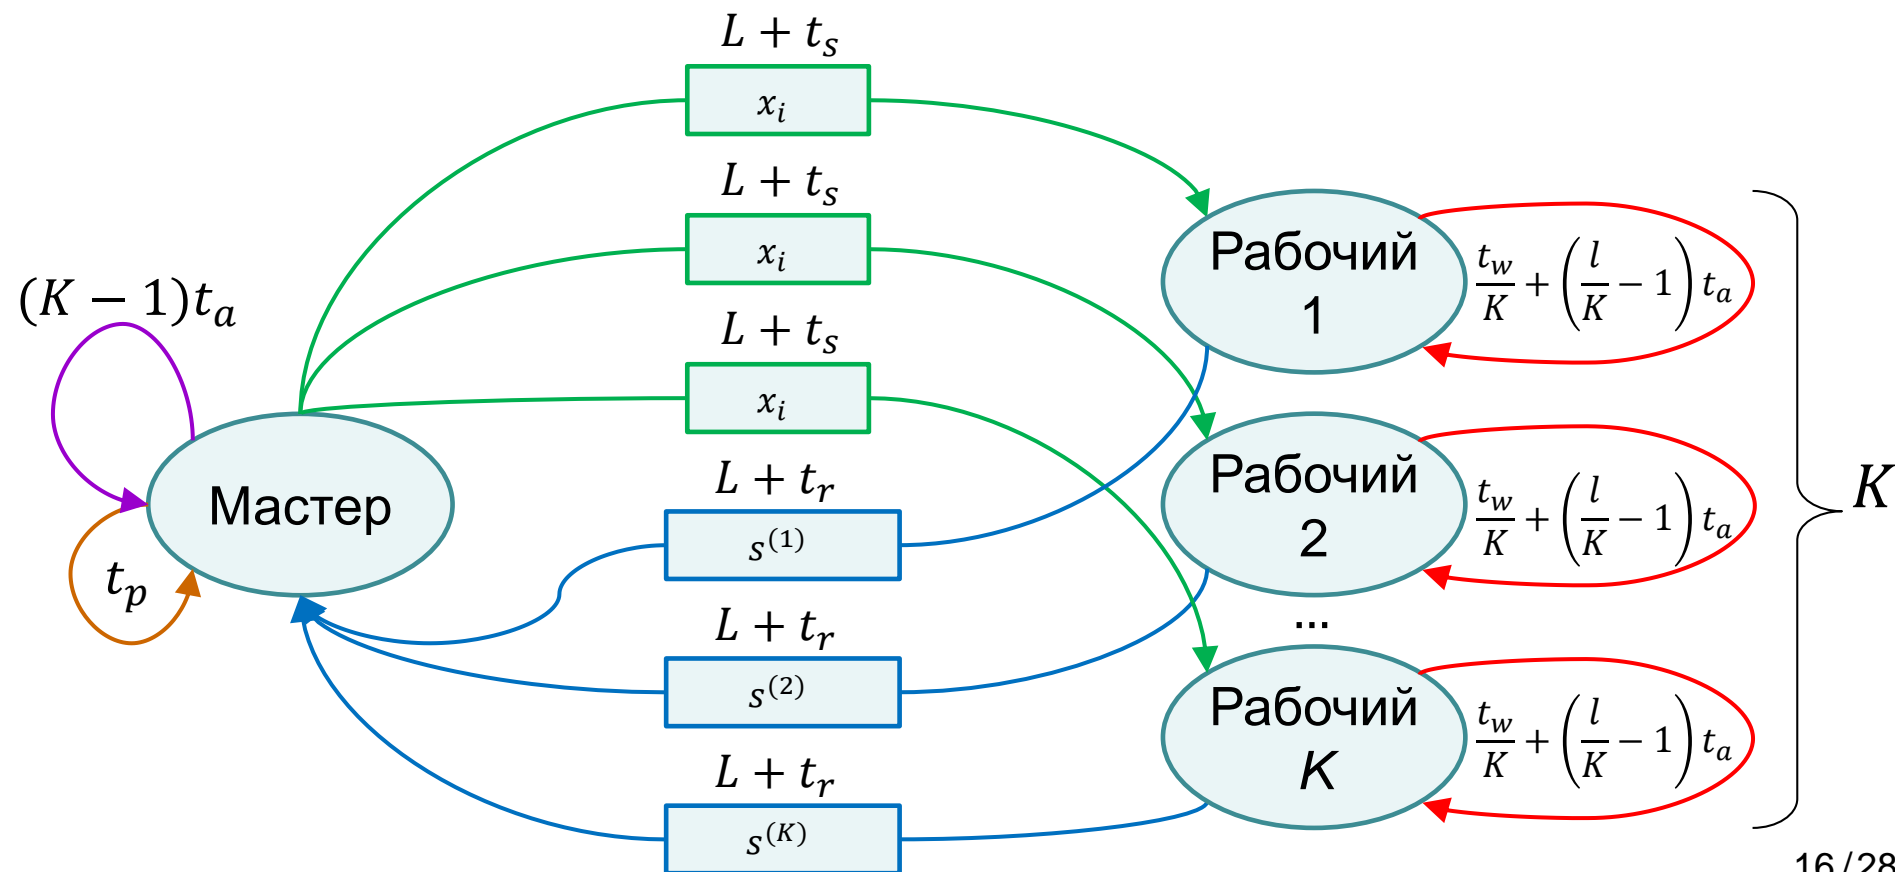 L + t_s
x_i
L + t_s
x_i
L + t_s
x_i
(K − 1)t_a
Мастер
t_p
L + t_r
s^(1)
L + t_r
s^(2)
L + t_r
s^(K)
Рабочий
1
t_w/K + (l/K − 1) t_a
Рабочий
2
t_w/K + (l/K − 1) t_a
...
Рабочий
K
t_w/K + (l/K − 1) t_a
K
16/28